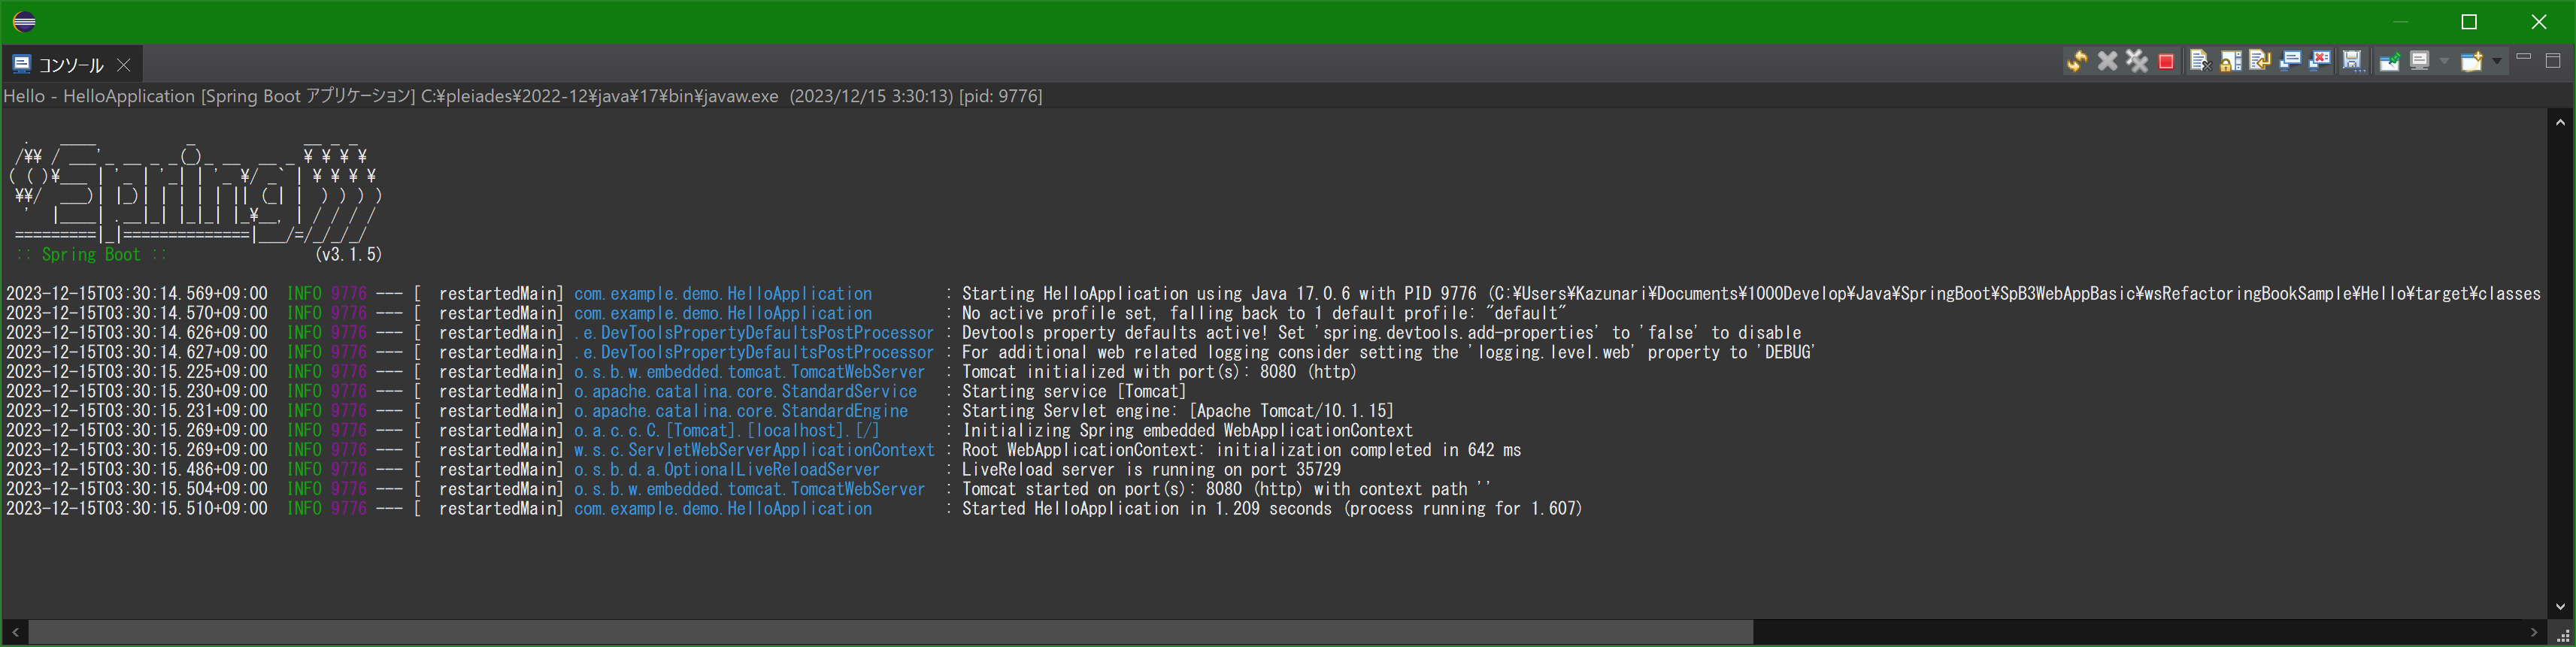 コンソール
Hello - HelloApplication [Spring Boot アプリケーション] C:¥pleiades¥2022-12¥java¥17¥bin¥javaw.exe  (2023/12/15 3:30:13) [pid: 9776]
  .   ____          _            __ _ _
 /¥¥ / ___'_ __ _ _(_)_ __  __ _ ¥ ¥ ¥ ¥
( ( )¥___ | '_ | '_| | '_ ¥/ _` | ¥ ¥ ¥ ¥
 ¥¥/  ___)| |_)| | | | | || (_| |  ) ) ) )
  '  |____| .__|_| |_|_| |_¥__, | / / / /
 =========|_|==============|___/=/_/_/_/
 :: Spring Boot ::                (v3.1.5)
2023-12-15T03:30:14.569+09:00  INFO 9776 --- [  restartedMain] com.example.demo.HelloApplication        : Starting HelloApplication using Java 17.0.6 with PID 9776 (C:¥Users¥Kazunari¥Documents¥1000Develop¥Java¥SpringBoot¥SpB3WebAppBasic¥wsRefactoringBookSample¥Hello¥target¥classes
2023-12-15T03:30:14.570+09:00  INFO 9776 --- [  restartedMain] com.example.demo.HelloApplication        : No active profile set, falling back to 1 default profile: "default"
2023-12-15T03:30:14.626+09:00  INFO 9776 --- [  restartedMain] .e.DevToolsPropertyDefaultsPostProcessor : Devtools property defaults active! Set 'spring.devtools.add-properties' to 'false' to disable
2023-12-15T03:30:14.627+09:00  INFO 9776 --- [  restartedMain] .e.DevToolsPropertyDefaultsPostProcessor : For additional web related logging consider setting the 'logging.level.web' property to 'DEBUG'
2023-12-15T03:30:15.225+09:00  INFO 9776 --- [  restartedMain] o.s.b.w.embedded.tomcat.TomcatWebServer  : Tomcat initialized with port(s): 8080 (http)
2023-12-15T03:30:15.230+09:00  INFO 9776 --- [  restartedMain] o.apache.catalina.core.StandardService   : Starting service [Tomcat]
2023-12-15T03:30:15.231+09:00  INFO 9776 --- [  restartedMain] o.apache.catalina.core.StandardEngine    : Starting Servlet engine: [Apache Tomcat/10.1.15]
2023-12-15T03:30:15.269+09:00  INFO 9776 --- [  restartedMain] o.a.c.c.C.[Tomcat].[localhost].[/]       : Initializing Spring embedded WebApplicationContext
2023-12-15T03:30:15.269+09:00  INFO 9776 --- [  restartedMain] w.s.c.ServletWebServerApplicationContext : Root WebApplicationContext: initialization completed in 642 ms
2023-12-15T03:30:15.486+09:00  INFO 9776 --- [  restartedMain] o.s.b.d.a.OptionalLiveReloadServer       : LiveReload server is running on port 35729
2023-12-15T03:30:15.504+09:00  INFO 9776 --- [  restartedMain] o.s.b.w.embedded.tomcat.TomcatWebServer  : Tomcat started on port(s): 8080 (http) with context path ''
2023-12-15T03:30:15.510+09:00  INFO 9776 --- [  restartedMain] com.example.demo.HelloApplication        : Started HelloApplication in 1.209 seconds (process running for 1.607)